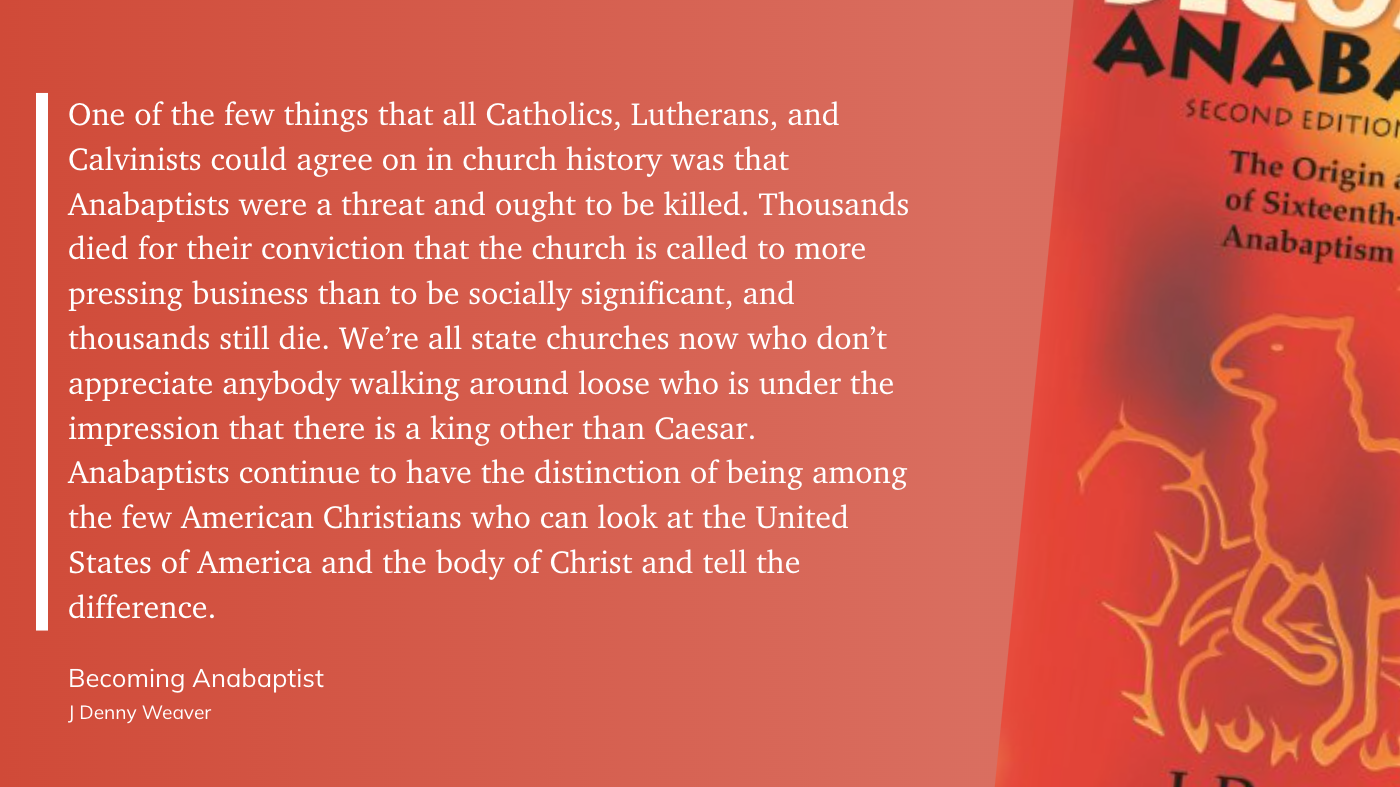 One of the few things that all Catholics, Lutherans, and
Calvinists could agree on in church history was that
Anabaptists were a threat and ought to be killed. Thousands
died for their conviction that the church is called to more
pressing business than to be socially significant, and
thousands still die. We’re all state churches now who don’t
appreciate anybody walking around loose who is under the
impression that there is a king other than Caesar.
Anabaptists continue to have the distinction of being among
the few American Christians who can look at the United
States of America and the body of Christ and tell the
difference.
Becoming Anabaptist
J Denny Weaver
ANABA
SECOND EDITION
The Origin
of Sixteenth-
Anabaptism